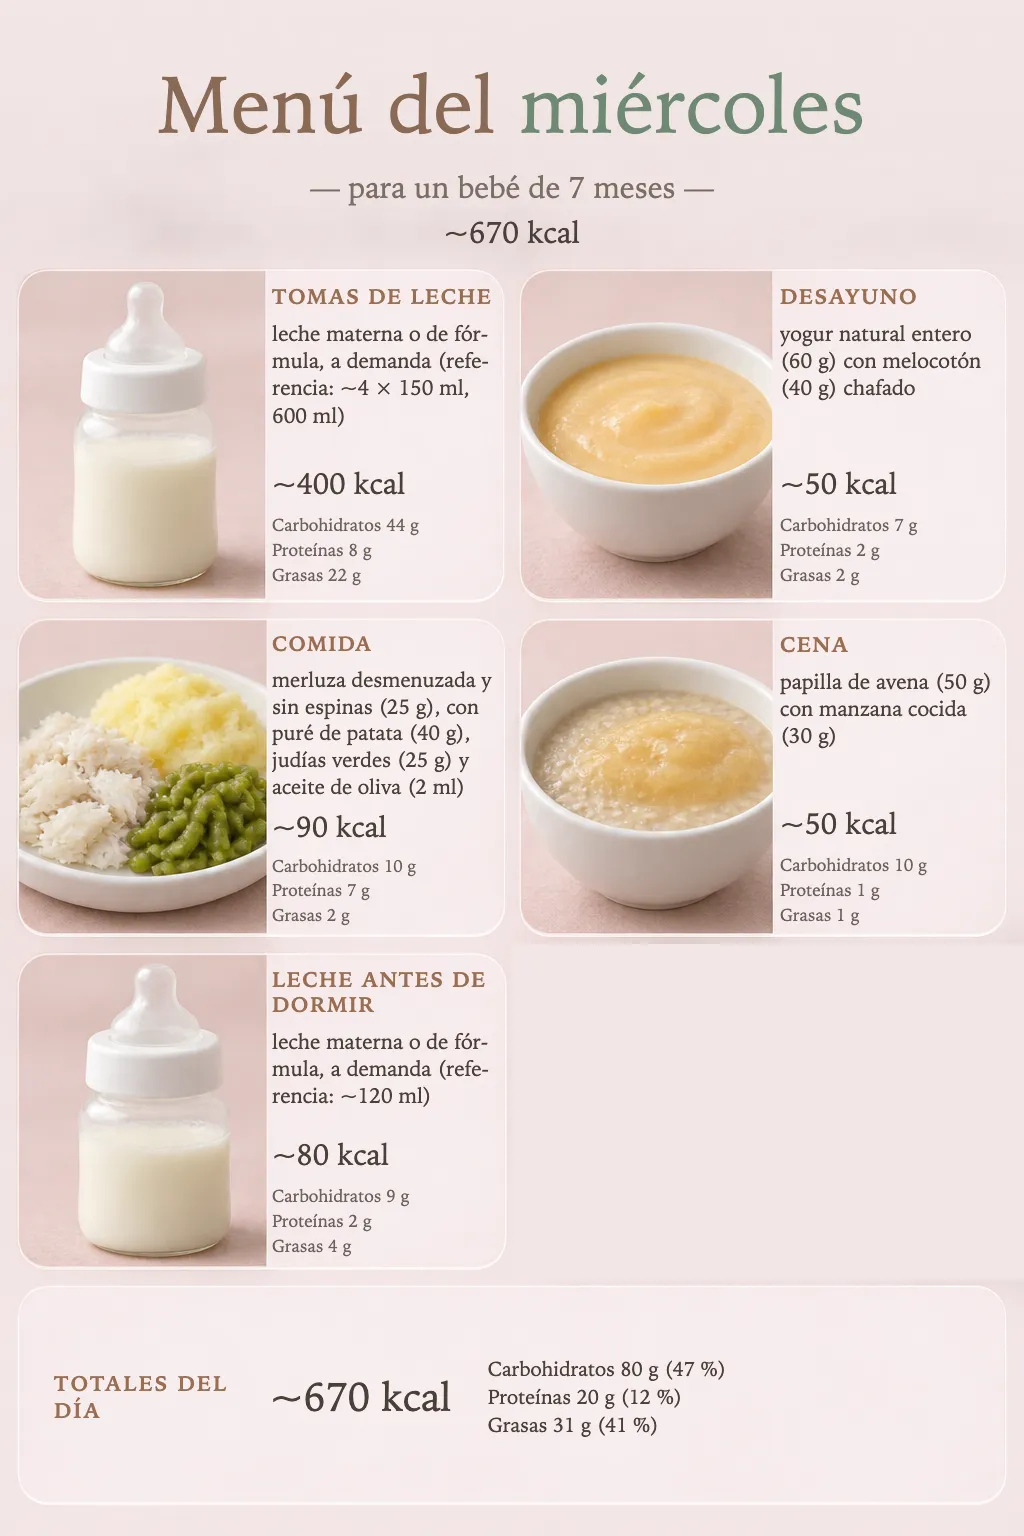 Menú del miércoles
— para un bebé de 7 meses —
~670 kcal
TOMAS DE LECHE
leche materna o de fór-
mula, a demanda (refe-
rencia: ~4 × 150 ml,
600 ml)
~400 kcal
Carbohidratos 44 g
Proteínas 8 g
Grasas 22 g
DESAYUNO
yogur natural entero
(60 g) con melocotón
(40 g) chafado
~50 kcal
Carbohidratos 7 g
Proteínas 2 g
Grasas 2 g
COMIDA
merluza desmenuzada y
sin espinas (25 g), con
puré de patata (40 g),
judías verdes (25 g) y
aceite de oliva (2 ml)
~90 kcal
Carbohidratos 10 g
Proteínas 7 g
Grasas 2 g
CENA
papilla de avena (50 g)
con manzana cocida
(30 g)
~50 kcal
Carbohidratos 10 g
Proteínas 1 g
Grasas 1 g
LECHE ANTES DE
DORMIR
leche materna o de fór-
mula, a demanda (refe-
rencia: ~120 ml)
~80 kcal
Carbohidratos 9 g
Proteínas 2 g
Grasas 4 g
TOTALES DEL
DÍA
~670 kcal
Carbohidratos 80 g (47 %)
Proteínas 20 g (12 %)
Grasas 31 g (41 %)